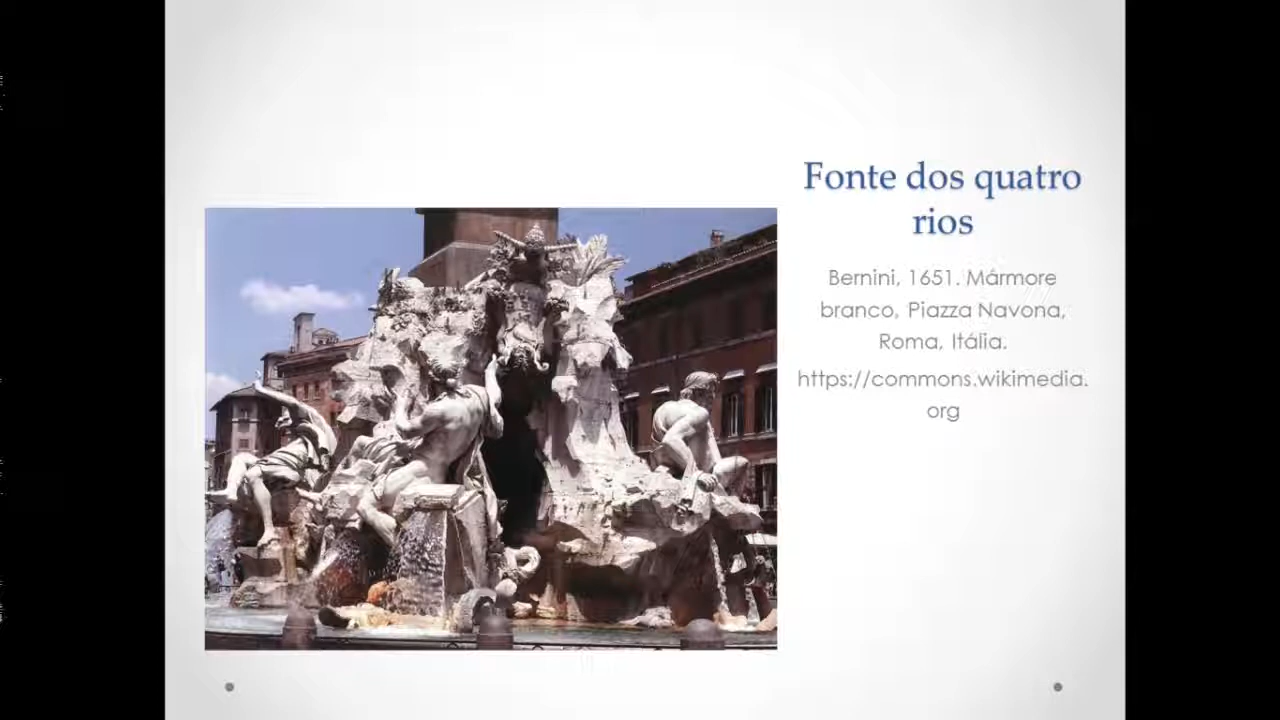 Fonte dos quatro
rios
Bernini, 1651. Mármore
branco, Piazza Navona,
Roma, Itália.
https://commons.wikimedia.
org